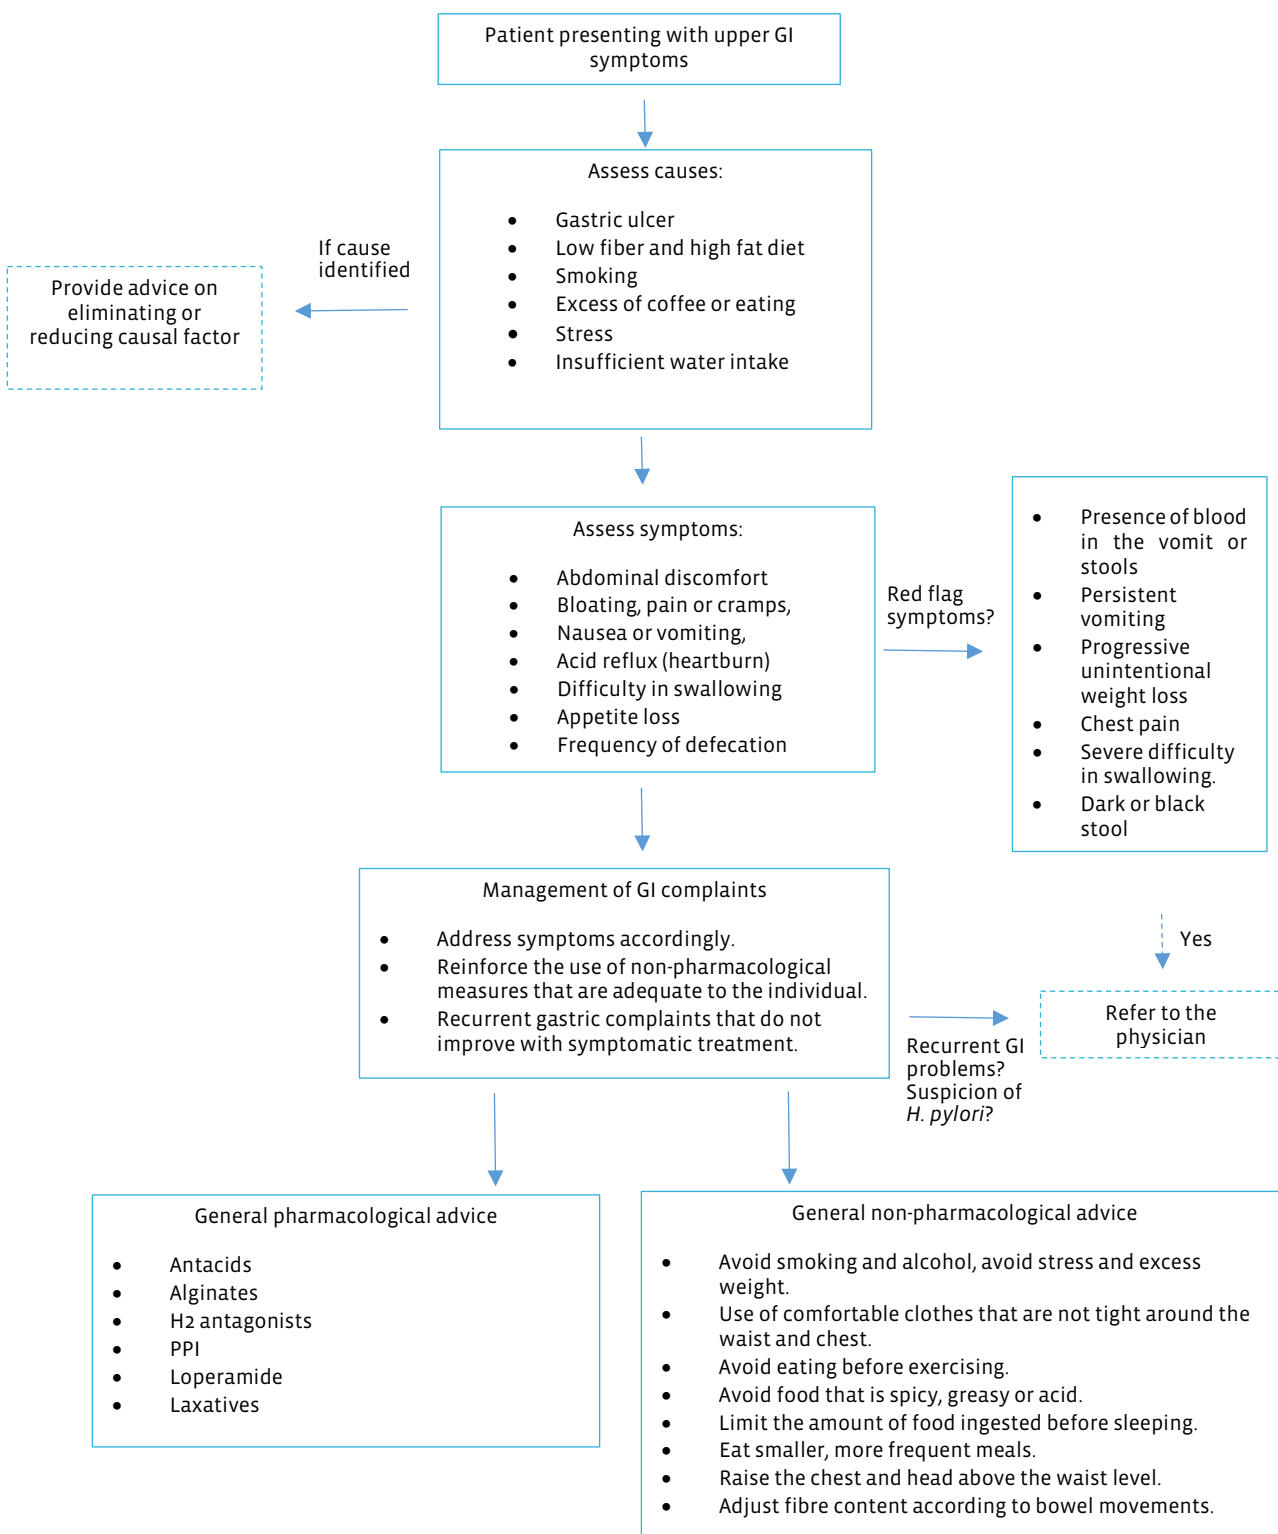 Patient presenting with upper GI
symptoms
Assess causes:
• Gastric ulcer
• Low fiber and high fat diet
• Smoking
• Excess of coffee or eating
• Stress
• Insufficient water intake
If cause
identified
Provide advice on
eliminating or
reducing causal factor
Assess symptoms:
• Abdominal discomfort
• Bloating, pain or cramps,
• Nausea or vomiting,
• Acid reflux (heartburn)
• Difficulty in swallowing
• Appetite loss
• Frequency of defecation
Red flag
symptoms?
• Presence of blood
in the vomit or
stools
• Persistent
vomiting
• Progressive
unintentional
weight loss
• Chest pain
• Severe difficulty
in swallowing.
• Dark or black
stool
Yes
Refer to the
physician
Management of GI complaints
• Address symptoms accordingly.
• Reinforce the use of non-pharmacological
measures that are adequate to the individual.
• Recurrent gastric complaints that do not
improve with symptomatic treatment.
Recurrent GI
problems?
Suspicion of
H. pylori?
General pharmacological advice
• Antacids
• Alginates
• H2 antagonists
• PPI
• Loperamide
• Laxatives
General non-pharmacological advice
• Avoid smoking and alcohol, avoid stress and excess
weight.
• Use of comfortable clothes that are not tight around the
waist and chest.
• Avoid eating before exercising.
• Avoid food that is spicy, greasy or acid.
• Limit the amount of food ingested before sleeping.
• Eat smaller, more frequent meals.
• Raise the chest and head above the waist level.
• Adjust fibre content according to bowel movements.